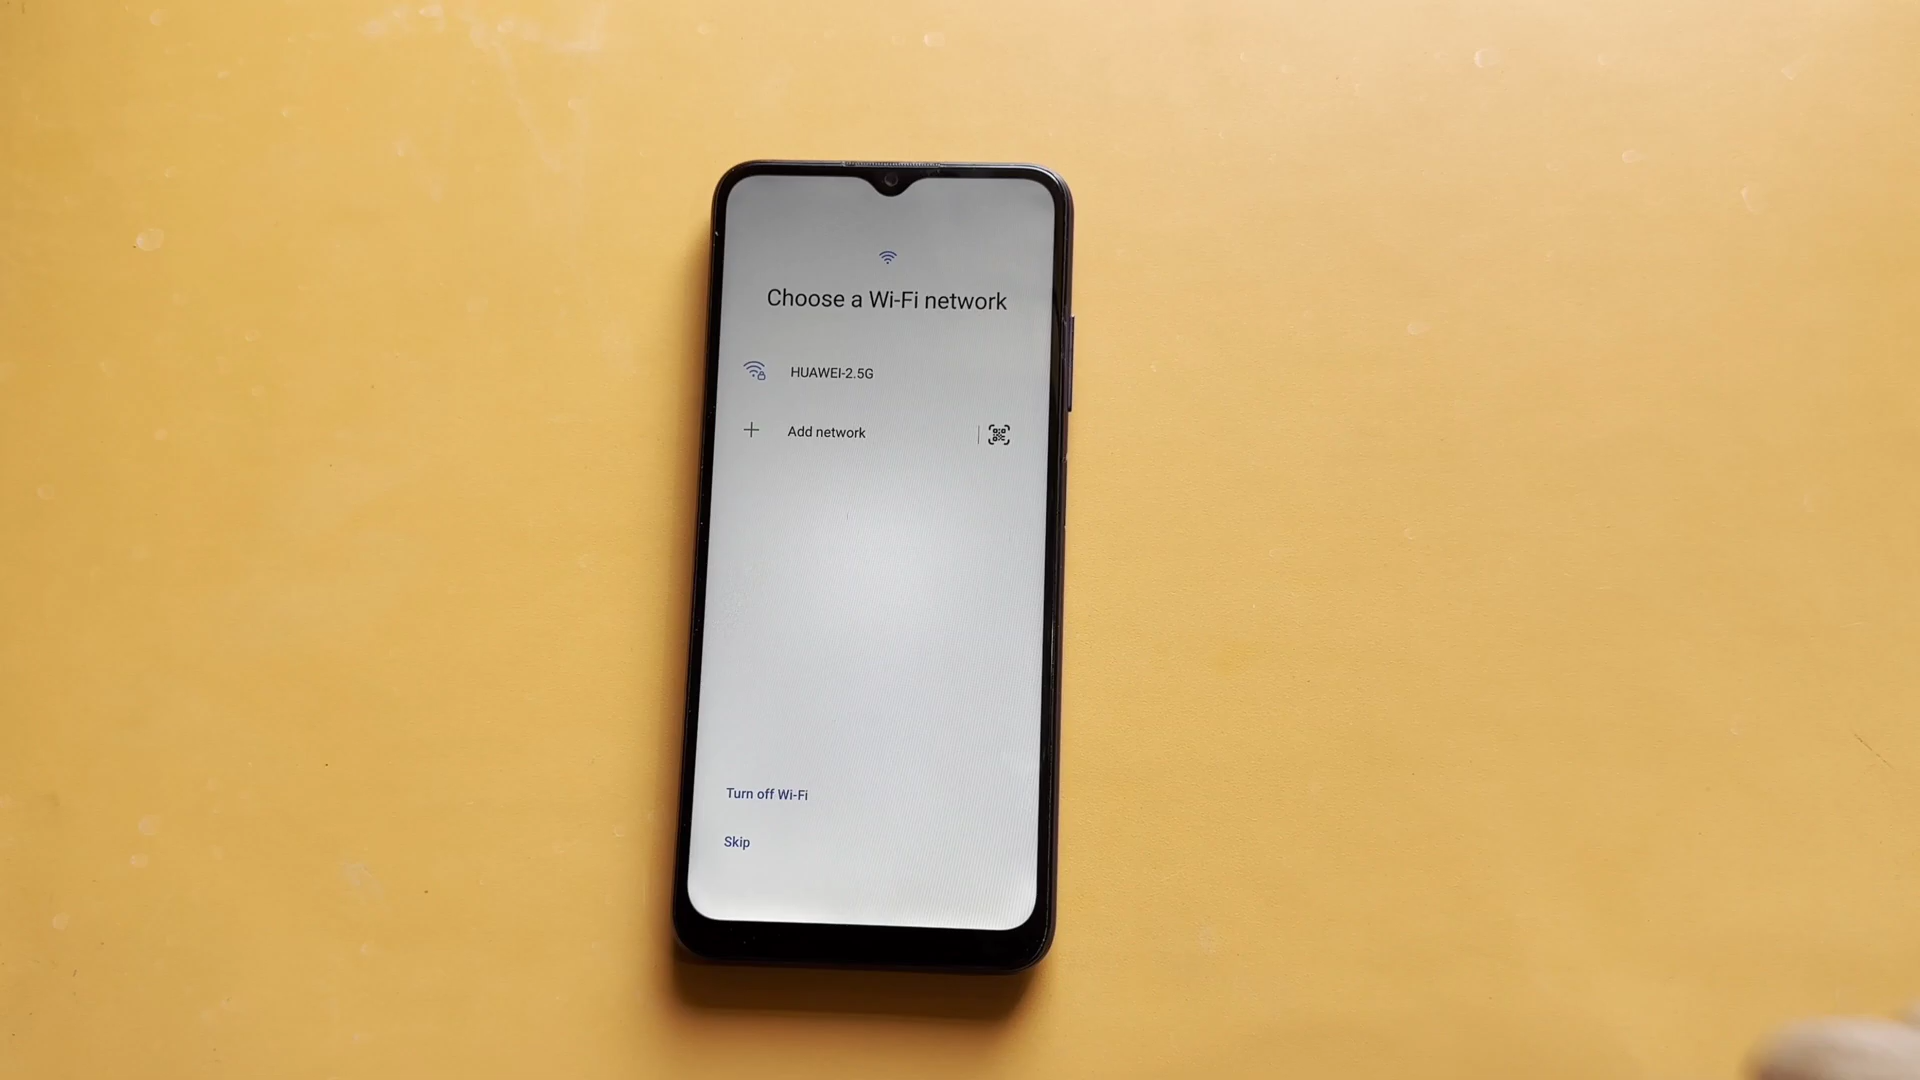 Choose a Wi-Fi network
HUAWEI-2.5G
Add network
Turn off Wi-Fi
Skip